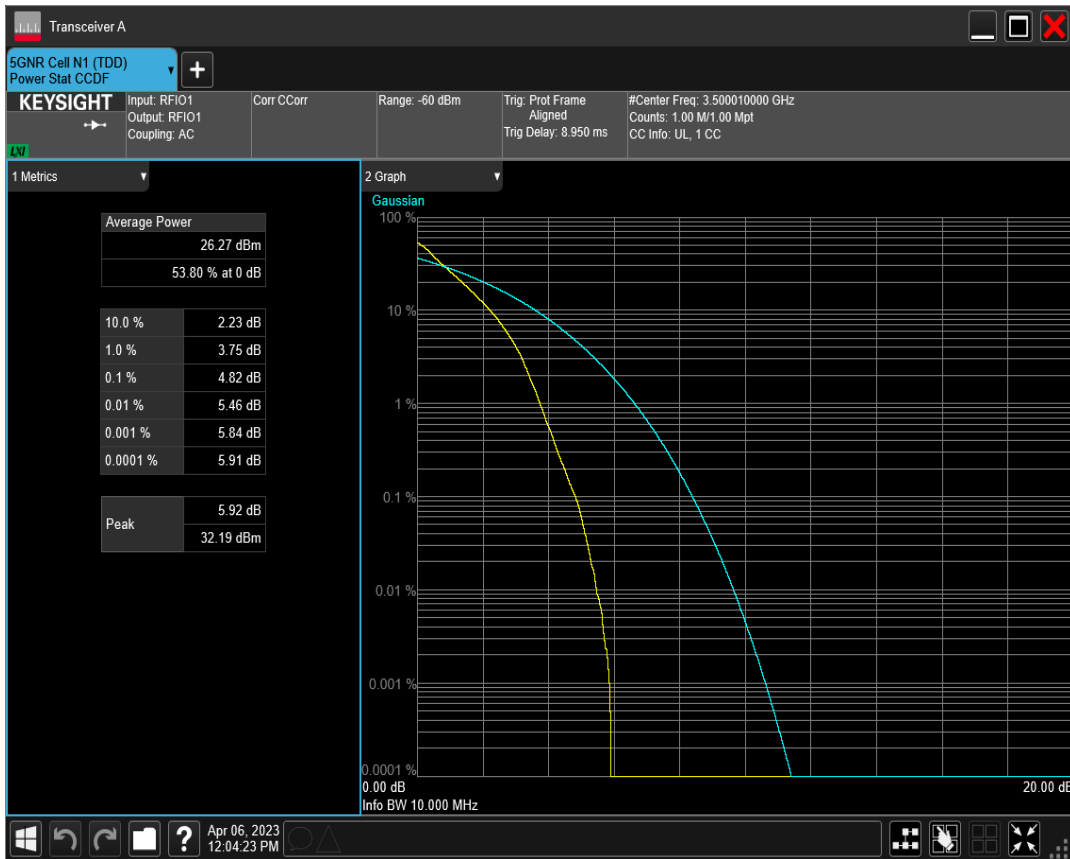 Transceiver A
5GNR Cell N1 (TDD)
Power Stat CCDF
+
KEYSIGHT
LXI
Input: RFIO1
Output: RFIO1
Coupling: AC
Corr CCorr
Range: -60 dBm
Trig: Prot Frame
Aligned
Trig Delay: 8.950 ms
#Center Freq: 3.500010000 GHz
Counts: 1.00 M/1.00 Mpt
CC Info: UL, 1 CC
1 Metrics
Average Power
26.27 dBm
53.80 % at 0 dB
10.0 % 2.23 dB
1.0 % 3.75 dB
0.1 % 4.82 dB
0.01 % 5.46 dB
0.001 % 5.84 dB
0.0001 % 5.91 dB
Peak
5.92 dB
32.19 dBm
2 Graph
Gaussian
100 %
10 %
1 %
0.1 %
0.01 %
0.001 %
0.0001 %
0.00 dB
20.00 dB
Info BW 10.000 MHz
?
Apr 06, 2023
12:04:23 PM